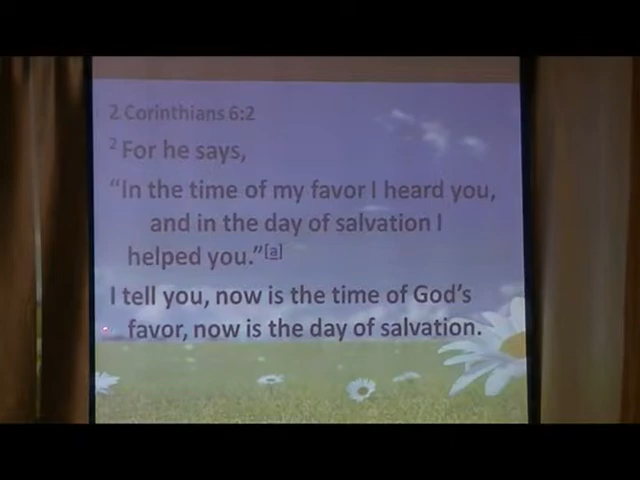 2 Corinthians 6:2
2 For he says,
“In the time of my favor I heard you,
and in the day of salvation I
helped you.”[a]
I tell you, now is the time of God’s
favor, now is the day of salvation.